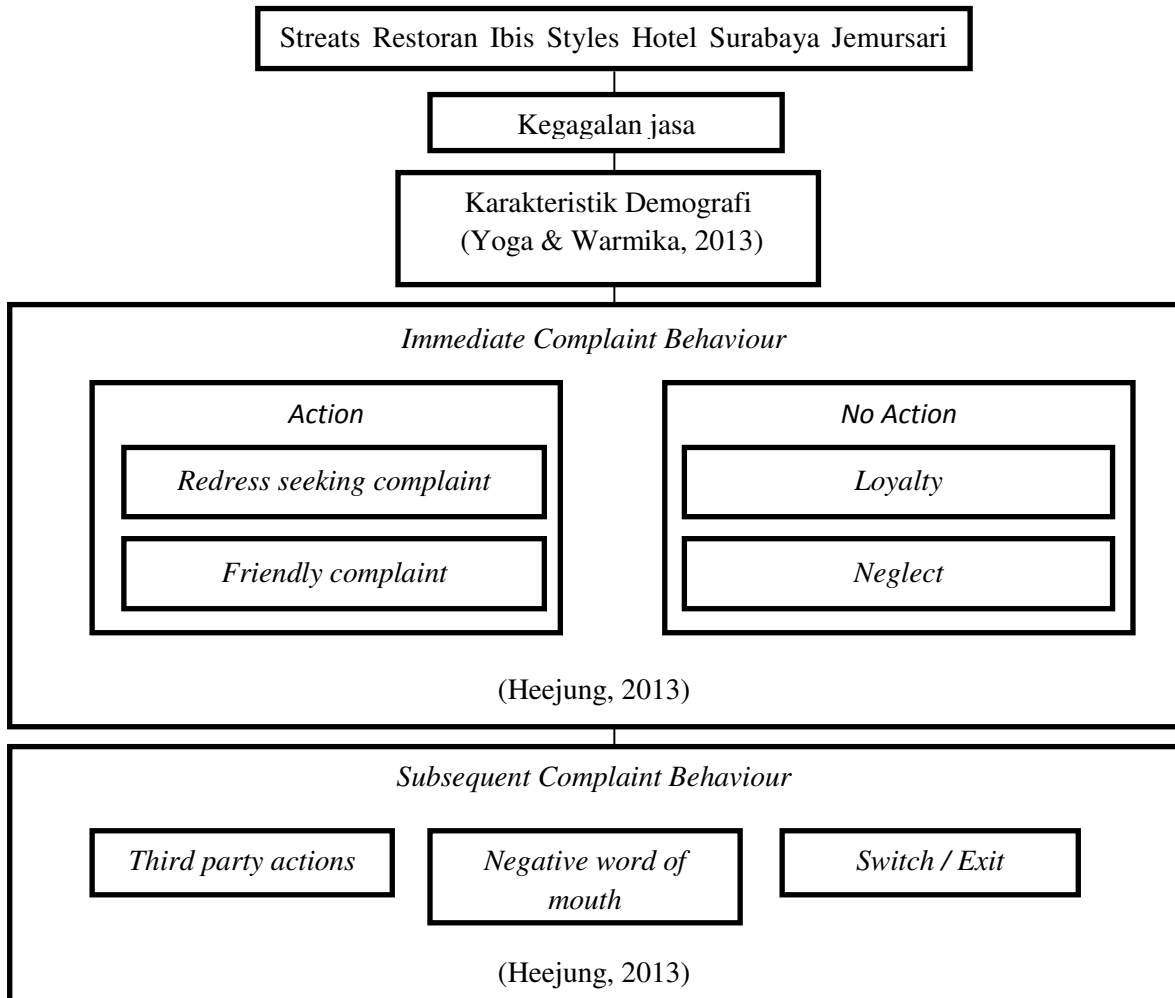 Streats Restoran Ibis Styles Hotel Surabaya Jemursari
Kegagalan jasa
Karakteristik Demografi
(Yoga & Warmika, 2013)
Immediate Complaint Behaviour
Action
No Action
Redress seeking complaint
Loyalty
Friendly complaint
Neglect
(Heejung, 2013)
Subsequent Complaint Behaviour
Third party actions
Negative word of
mouth
Switch / Exit
(Heejung, 2013)